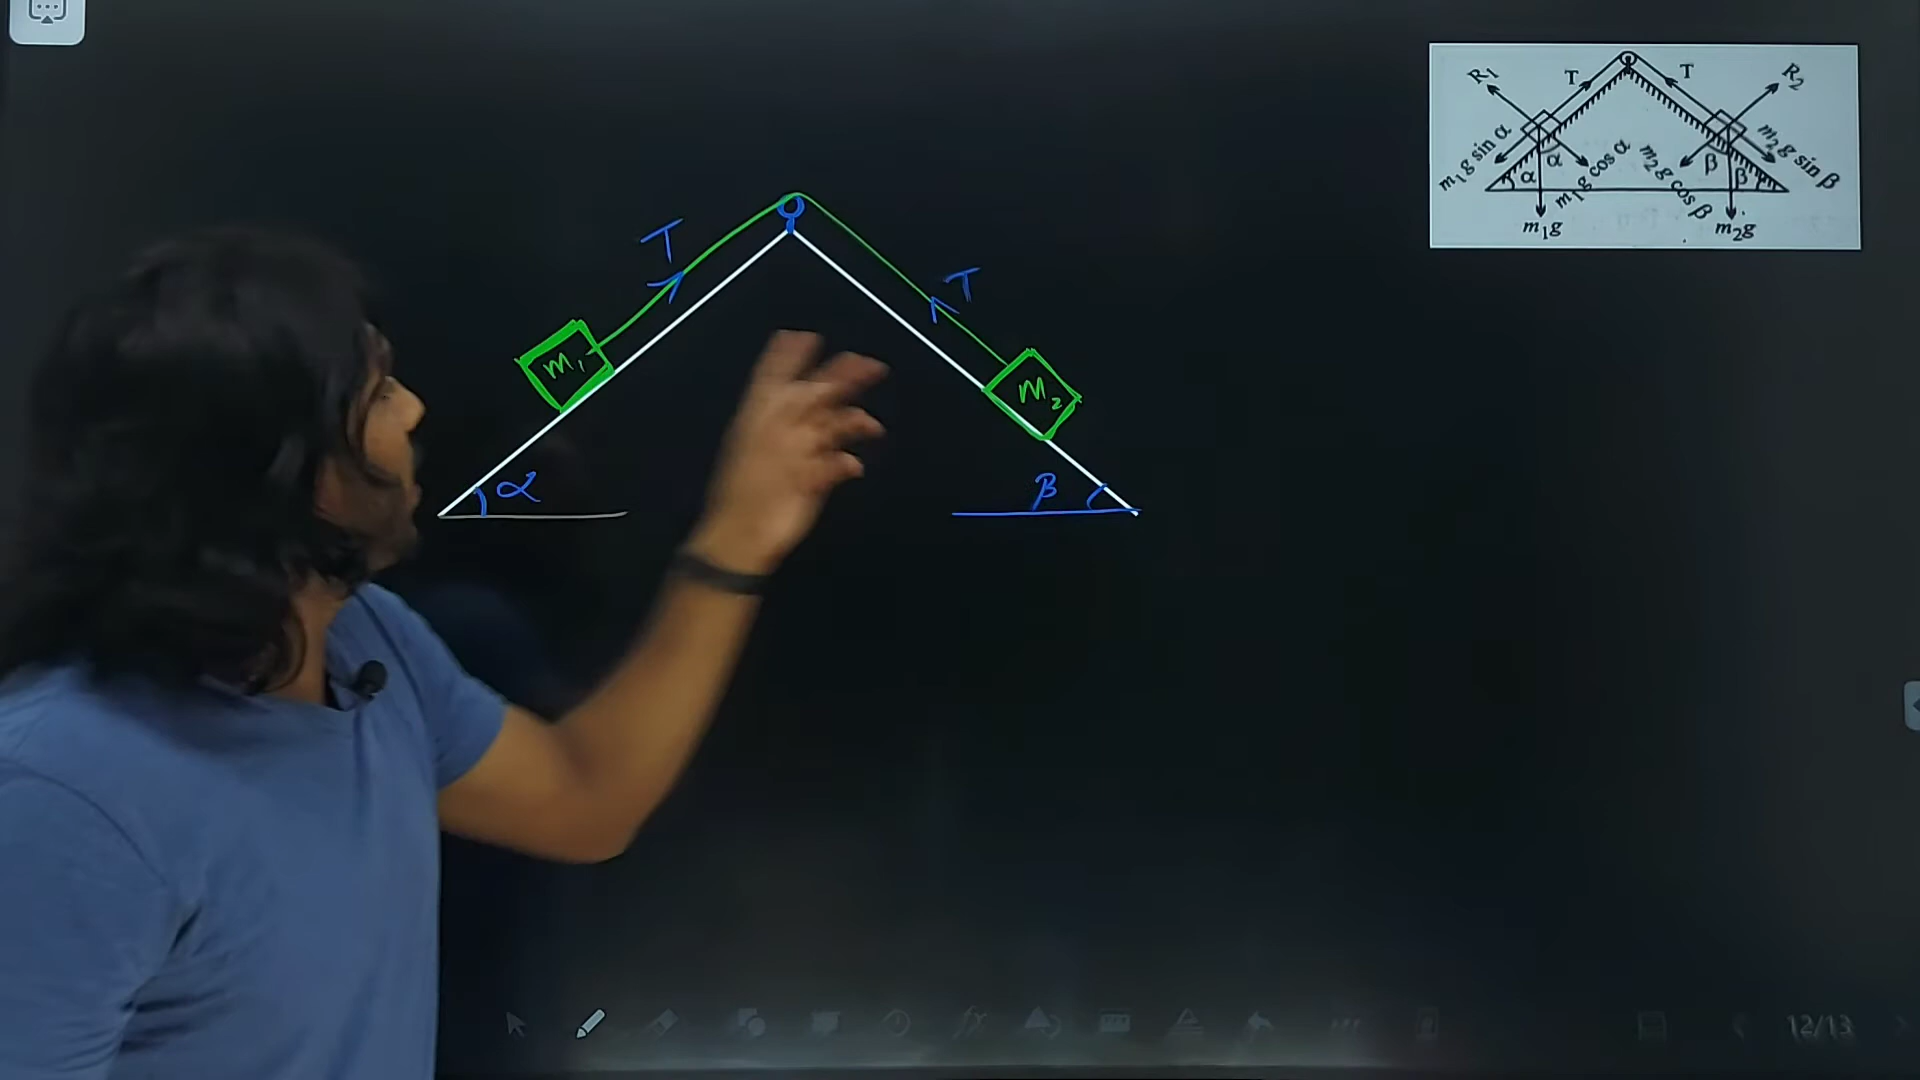 T
T
m₁
m₂
α
β
R₁
T
T
R₂
m₁g sin α
α
α
m₁g cos α
m₂g cos β
β
β
m₂g sin β
m₁g
m₂g
12/13